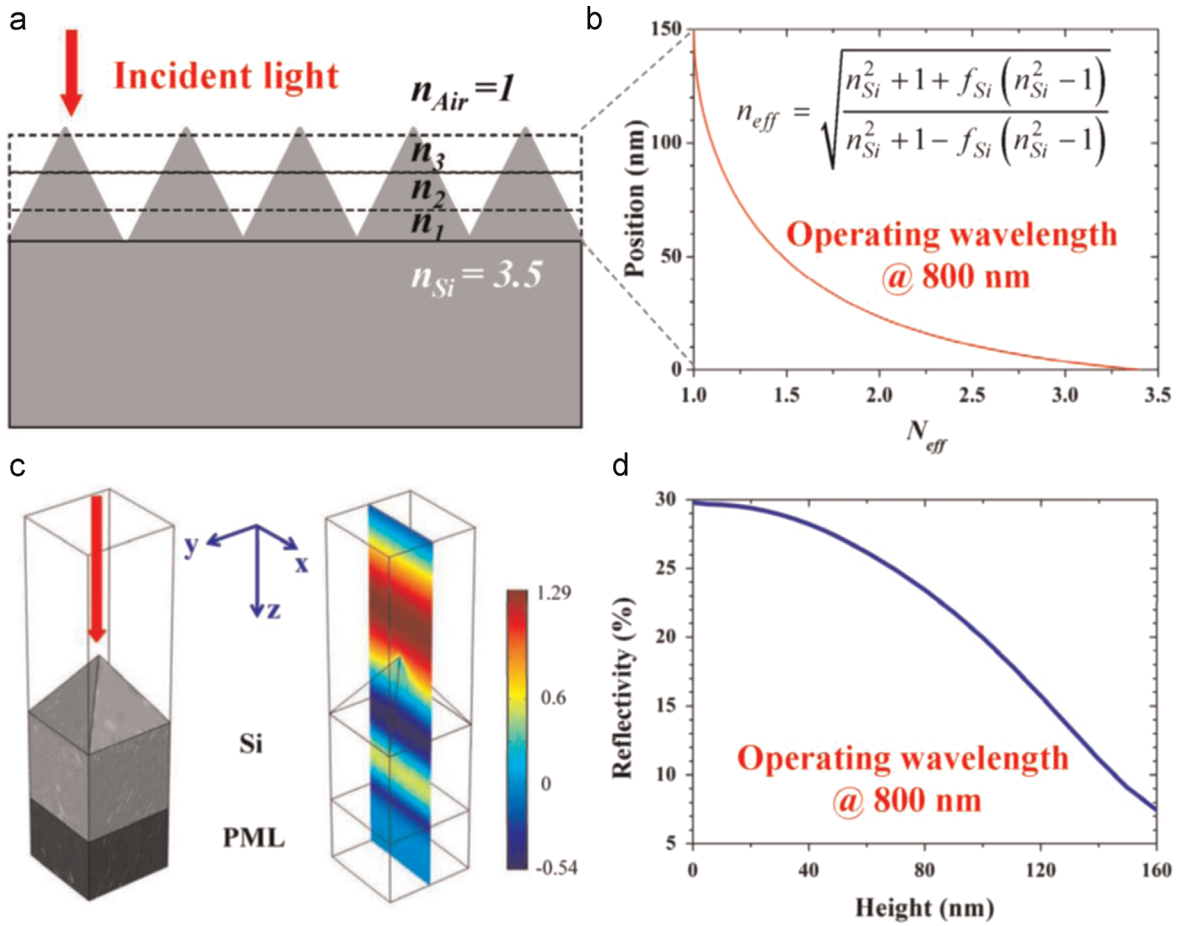 a
Incident light
n_Air =1
n_3
n_2
n_1
n_Si = 3.5
b
150
100
50
0
Position (nm)
n_eff = √((n_Si^2 + 1 + f_Si (n_Si^2 − 1)) / (n_Si^2 + 1 − f_Si (n_Si^2 − 1)))
Operating wavelength
@ 800 nm
1.0 1.5 2.0 2.5 3.0 3.5
N_eff
c
y
x
z
Si
PML
1.29
0.6
0
-0.54
d
30
25
20
15
10
5
Reflectivity (%)
Operating wavelength
@ 800 nm
0 40 80 120 160
Height (nm)